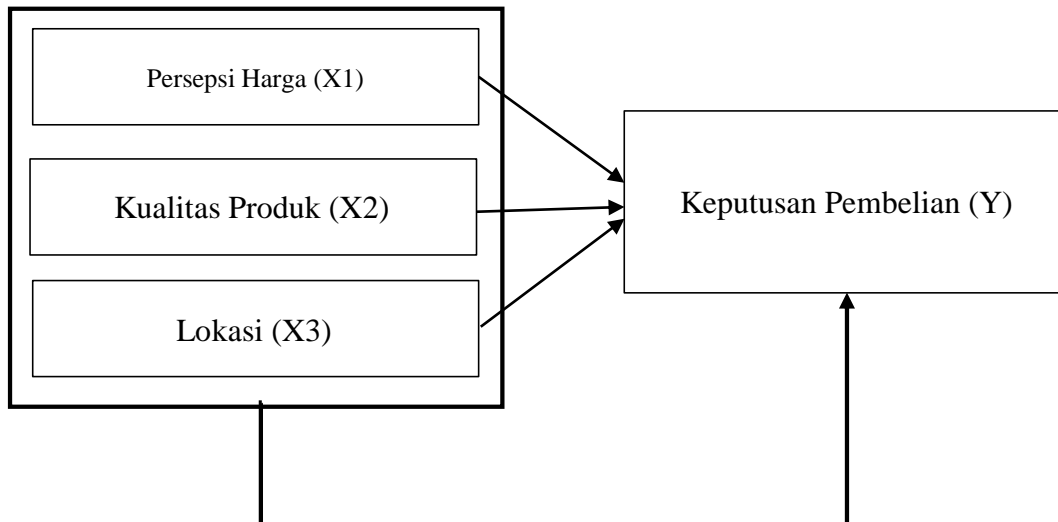 Persepsi Harga (X1)
Kualitas Produk (X2)
Keputusan Pembelian (Y)
Lokasi (X3)